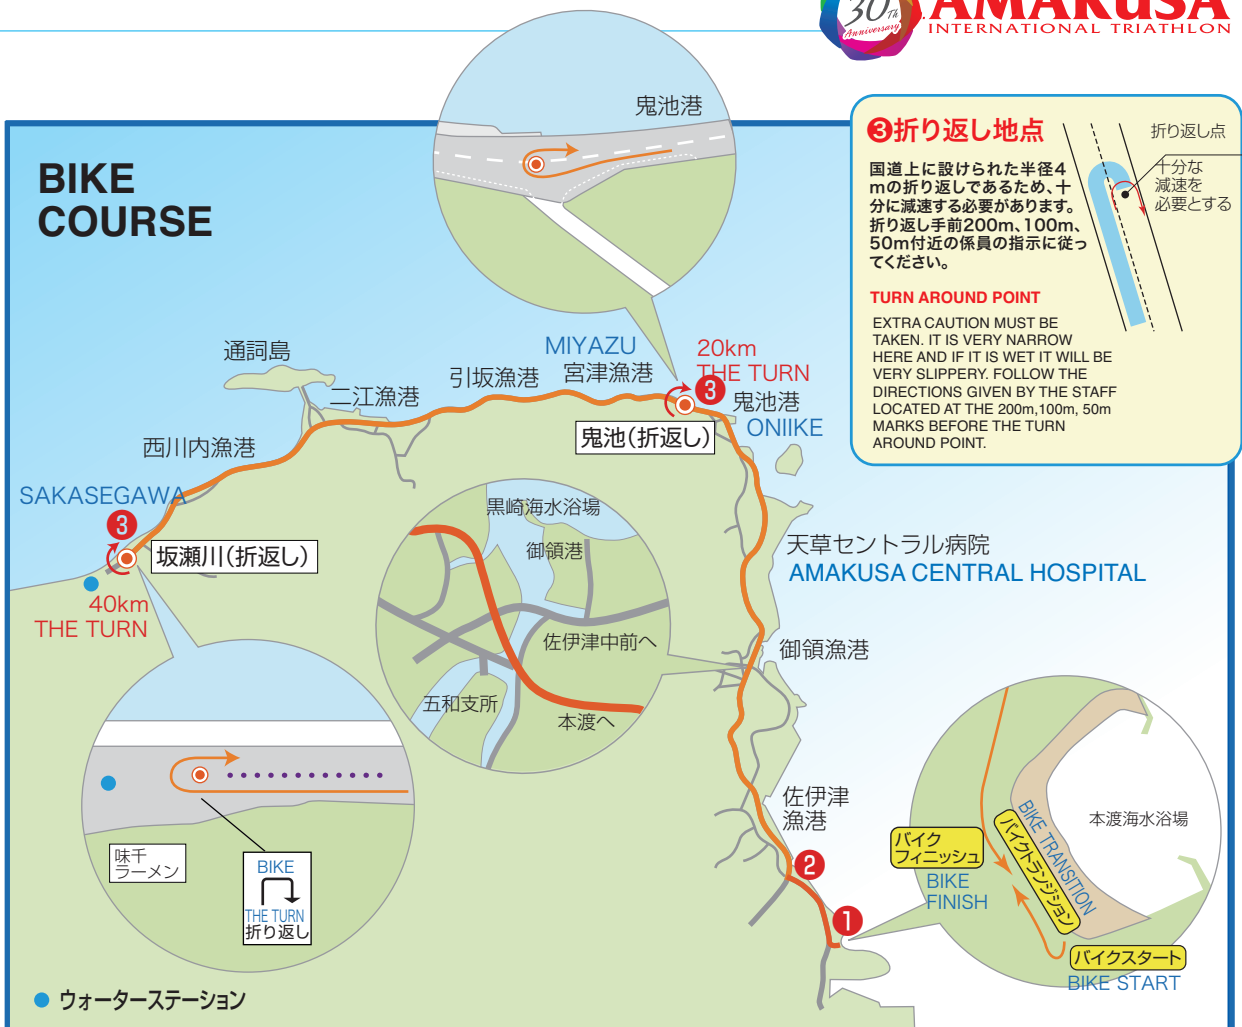 30Th
Anniversary
AMAKUSA
INTERNATIONAL TRIATHLON
BIKE
COURSE
鬼池港
❸折り返し地点
国道上に設けられた半径4
mの折り返しであるため、十
分に減速する必要があります。
折り返し手前200m、100m、
50m付近の係員の指示に従っ
てください。
折り返し点
十分な
減速を
必要とする
TURN AROUND POINT
EXTRA CAUTION MUST BE
TAKEN. IT IS VERY NARROW
HERE AND IF IT IS WET IT WILL BE
VERY SLIPPERY. FOLLOW THE
DIRECTIONS GIVEN BY THE STAFF
LOCATED AT THE 200m,100m, 50m
MARKS BEFORE THE TURN
AROUND POINT.
通詞島
二江漁港
引坂漁港
MIYAZU
宮津漁港
20km
THE TURN
❸
鬼池港
ONIIKE
鬼池(折返し)
西川内漁港
SAKASEGAWA
❸
坂瀬川(折返し)
40km
THE TURN
黒崎海水浴場
御領港
佐伊津中前へ
五和支所
本渡へ
天草セントラル病院
AMAKUSA CENTRAL HOSPITAL
御領漁港
佐伊津
漁港
❷
❶
味千
ラーメン
BIKE
THE TURN
折り返し
本渡海水浴場
バイク
フィニッシュ
BIKE
FINISH
BIKE TRANSITION
バイクトランジション
バイクスタート
BIKE START
ウォーターステーション